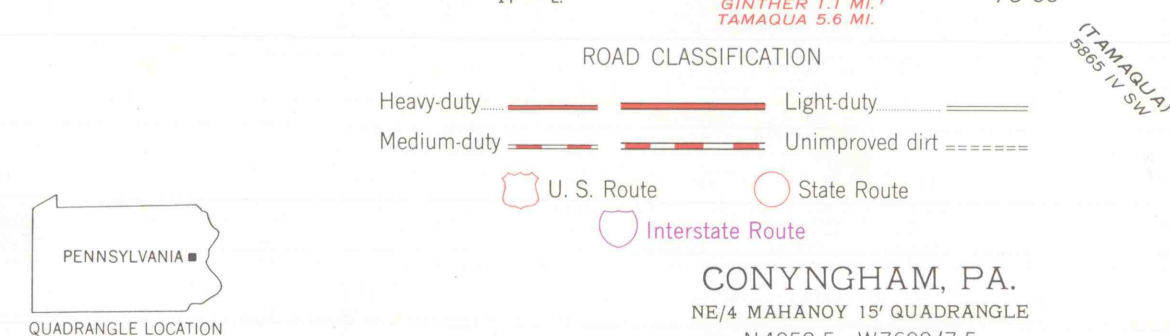 GINTHER 1.1 MI.
TAMAQUA 5.6 MI.
(TAMAQUA)
5865 IV SW
ROAD CLASSIFICATION
Heavy-duty Light-duty
Medium-duty Unimproved dirt
U. S. Route State Route
Interstate Route
PENNSYLVANIA
QUADRANGLE LOCATION
CONYNGHAM, PA.
NE/4 MAHANOY 15' QUADRANGLE